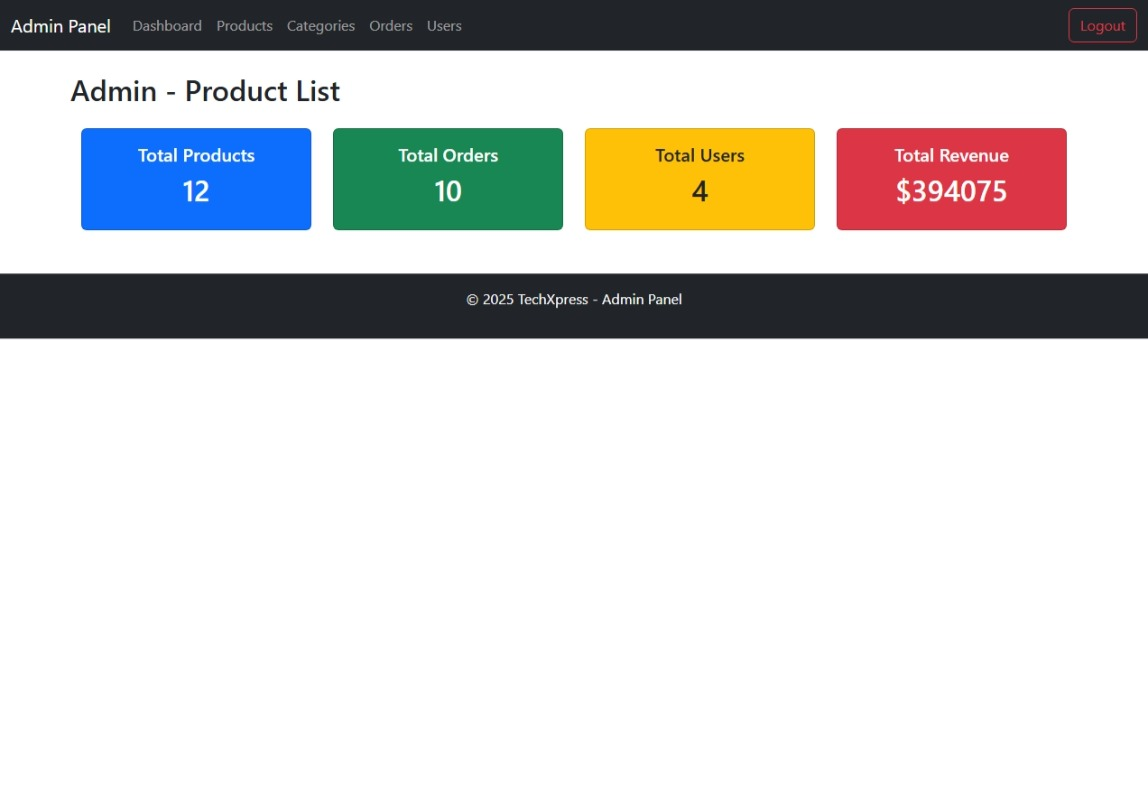 Admin Panel Dashboard Products Categories Orders Users Logout
Admin - Product List
Total Products Total Orders Total Users Total Revenue
12 10 4 $394075
© 2025 TechXpress - Admin Panel